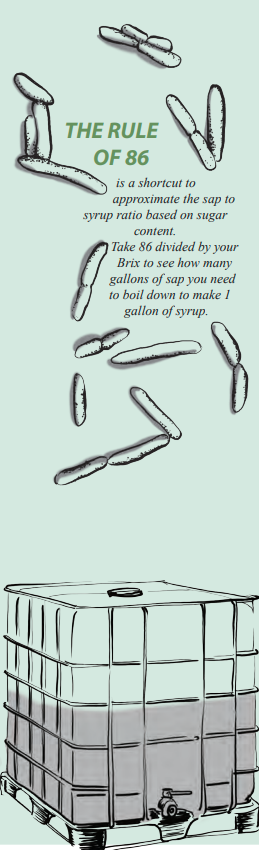 THE RULE
OF 86
is a shortcut to
approximate the sap to
syrup ratio based on sugar
content.
Take 86 divided by your
Brix to see how many
gallons of sap you need
to boil down to make 1
gallon of syrup.